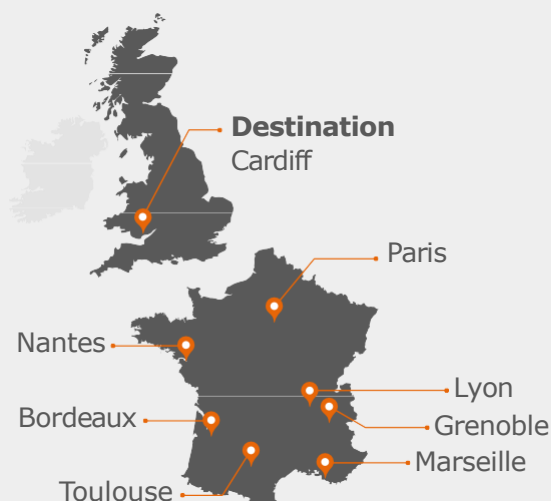 Destination
Cardiff
Paris
Nantes
Lyon
Bordeaux
Grenoble
Marseille
Toulouse